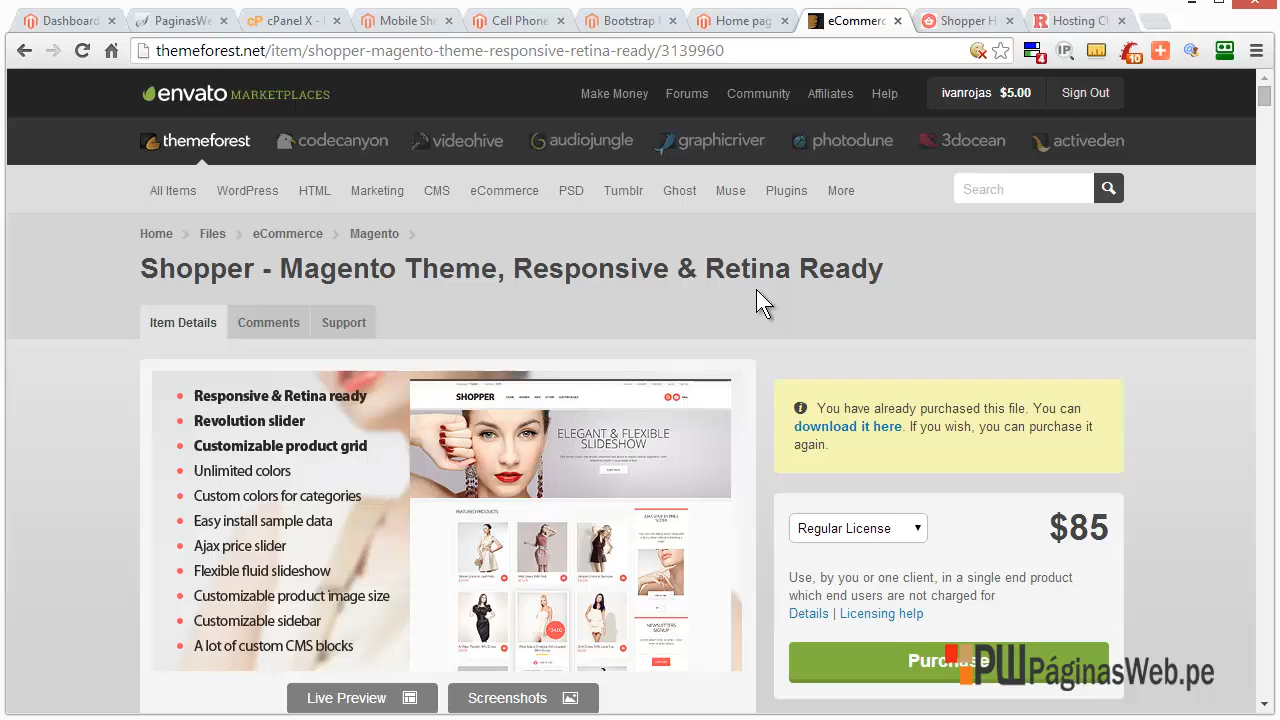 Dashboard
PaginasWe
cPanel X -
Mobile Sho
Cell Phone
Bootstrap
Home pag
eCommerc
Shopper H
Hosting Cl
themeforest.net/item/shopper-magento-theme-responsive-retina-ready/3139960
4
IP
10
envato MARKETPLACES
Make Money
Forums
Community
Affiliates
Help
ivanrojas $5.00
Sign Out
themeforest
codecanyon
videohive
audiojungle
graphicriver
photodune
3docean
activeden
All Items
WordPress
HTML
Marketing
CMS
eCommerce
PSD
Tumblr
Ghost
Muse
Plugins
More
Search
Home
Files
eCommerce
Magento
Shopper - Magento Theme, Responsive & Retina Ready
Item Details
Comments
Support
Responsive & Retina ready
Revolution slider
Customizable product grid
Unlimited colors
Custom colors for categories
Easy install sample data
Ajax price slider
Flexible fluid slideshow
Customizable product image size
Customizable sidebar
A lot of custom CMS blocks
SHOPPER
ELEGANT & FLEXIBLE
SLIDESHOW
FEATURED PRODUCTS
You have already purchased this file. You can
download it here. If you wish, you can purchase it
again.
Regular License
$85
Use, by you or one client, in a single end product
which end users are not charged for
Details | Licensing help
Purchase
PW PáginasWeb.pe
Live Preview
Screenshots